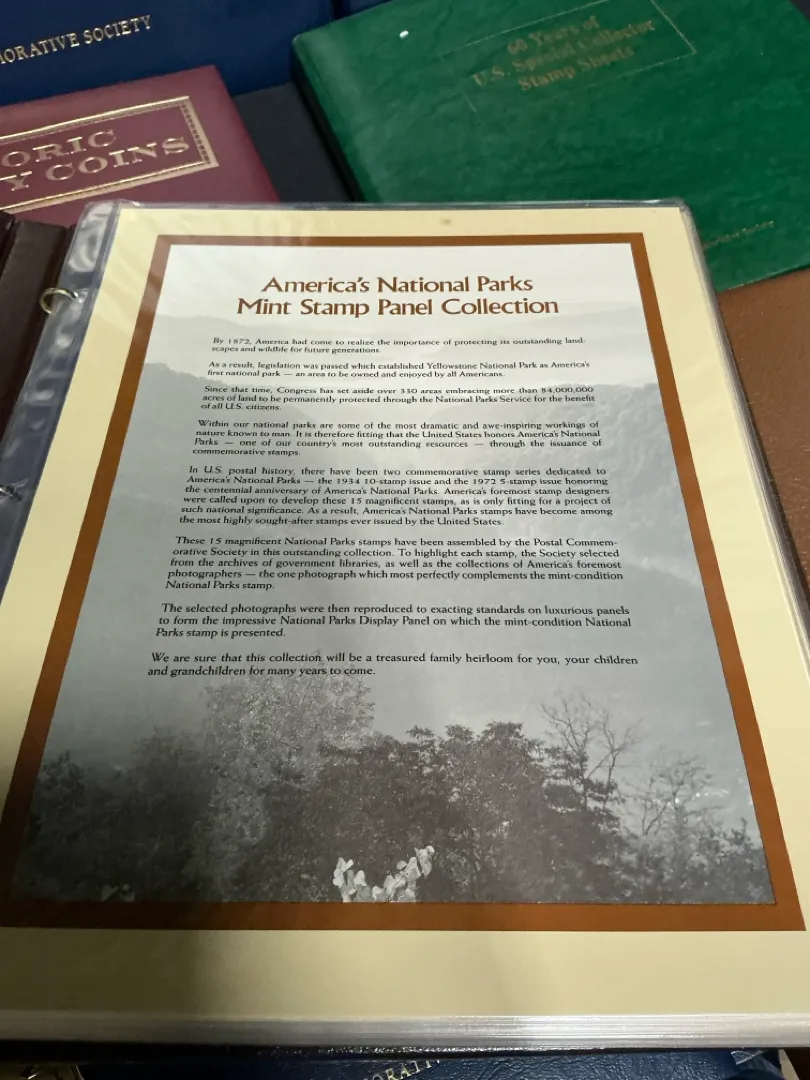 ORATIVE SOCIETY
60 Years of
U.S. Special Collector
Stamp Sheets
ORIC
Y COINS
America's National Parks
Mint Stamp Panel Collection
By 1872, America had come to realize the importance of protecting its outstanding land-
scapes and wildlife for future generations.
As a result, legislation was passed which established Yellowstone National Park as America's
first national park — an area to be owned and enjoyed by all Americans.
Since that time, Congress has set aside over 330 areas embracing more than 84,000,000
acres of land to be permanently protected through the National Parks Service for the benefit
of all U.S. citizens.
Within our national parks are some of the most dramatic and awe-inspiring workings of
nature known to man. It is therefore fitting that the United States honors America's National
Parks — one of our country's most outstanding resources — through the issuance of
commemorative stamps.
In U.S. postal history, there have been two commemorative stamp series dedicated to
America's National Parks — the 1934 10-stamp issue and the 1972 5-stamp issue honoring
the centennial anniversary of America's National Parks. America's foremost stamp designers
were called upon to develop these 15 magnificent stamps, as is only fitting for a project of
such national significance. As a result, America's National Parks stamps have become among
the most highly sought-after stamps ever issued by the United States.
These 15 magnificent National Parks stamps have been assembled by the Postal Commem-
orative Society in this outstanding collection. To highlight each stamp, the Society selected
from the archives of government libraries, as well as the collections of America's foremost
photographers — the one photograph which most perfectly complements the mint-condition
National Parks stamp.
The selected photographs were then reproduced to exacting standards on luxurious panels
to form the impressive National Parks Display Panel on which the mint-condition National
Parks stamp is presented.
We are sure that this collection will be a treasured family heirloom for you, your children
and grandchildren for many years to come.